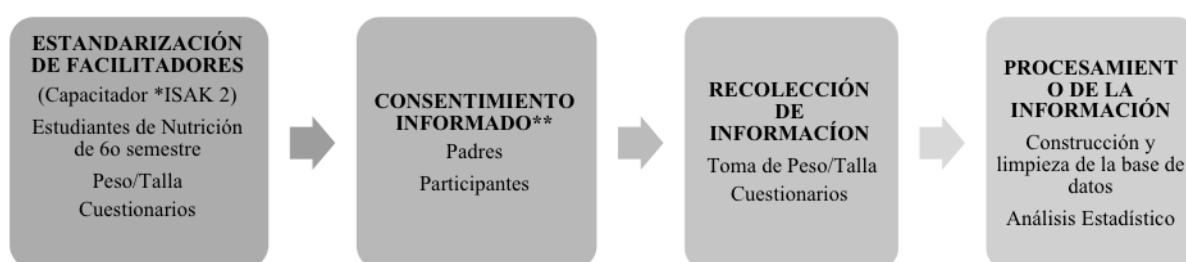 ESTANDARIZACIÓN
DE FACILITADORES
(Capacitador *ISAK 2)
Estudiantes de Nutrición
de 6o semestre
Peso/Talla
Cuestionarios
CONSENTIMIENTO
INFORMADO**
Padres
Participantes
RECOLECCIÓN
DE
INFORMACÍON
Toma de Peso/Talla
Cuestionarios
PROCESAMIENT
O DE LA
INFORMACIÓN
Construcción y
limpieza de la base de
datos
Análisis Estadístico